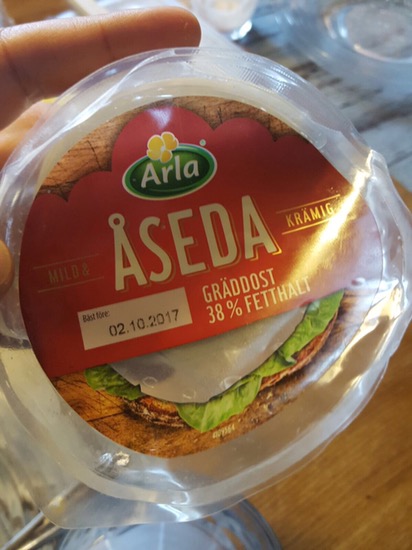 Arla
MILD &
KRÄMIG
ÅSEDA
GRÄDDOST
38% FETTHALT
Bäst före:
02.10.2017